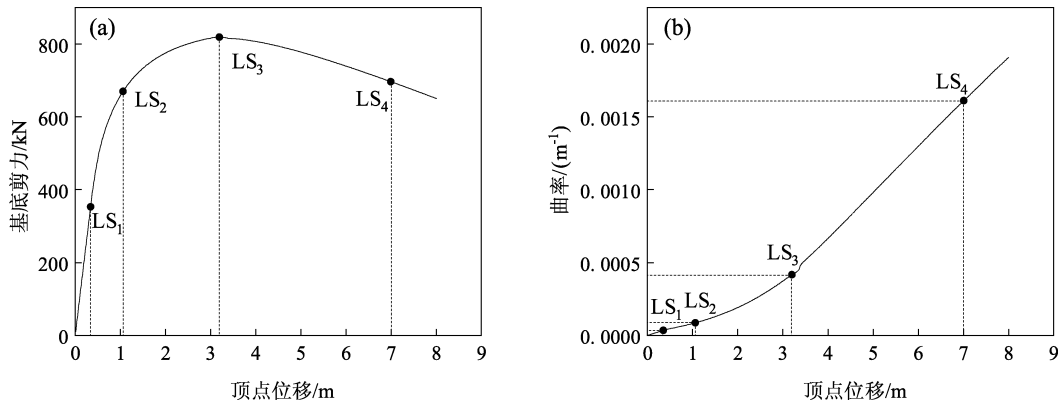 (a)
800
600
400
200
0
基底剪力/kN
LS₁
LS₂
LS₃
LS₄
0 1 2 3 4 5 6 7 8 9
顶点位移/m
(b)
0.0020
0.0015
0.0010
0.0005
0.0000
曲率/(m⁻¹)
LS₁
LS₂
LS₃
LS₄
0 1 2 3 4 5 6 7 8 9
顶点位移/m